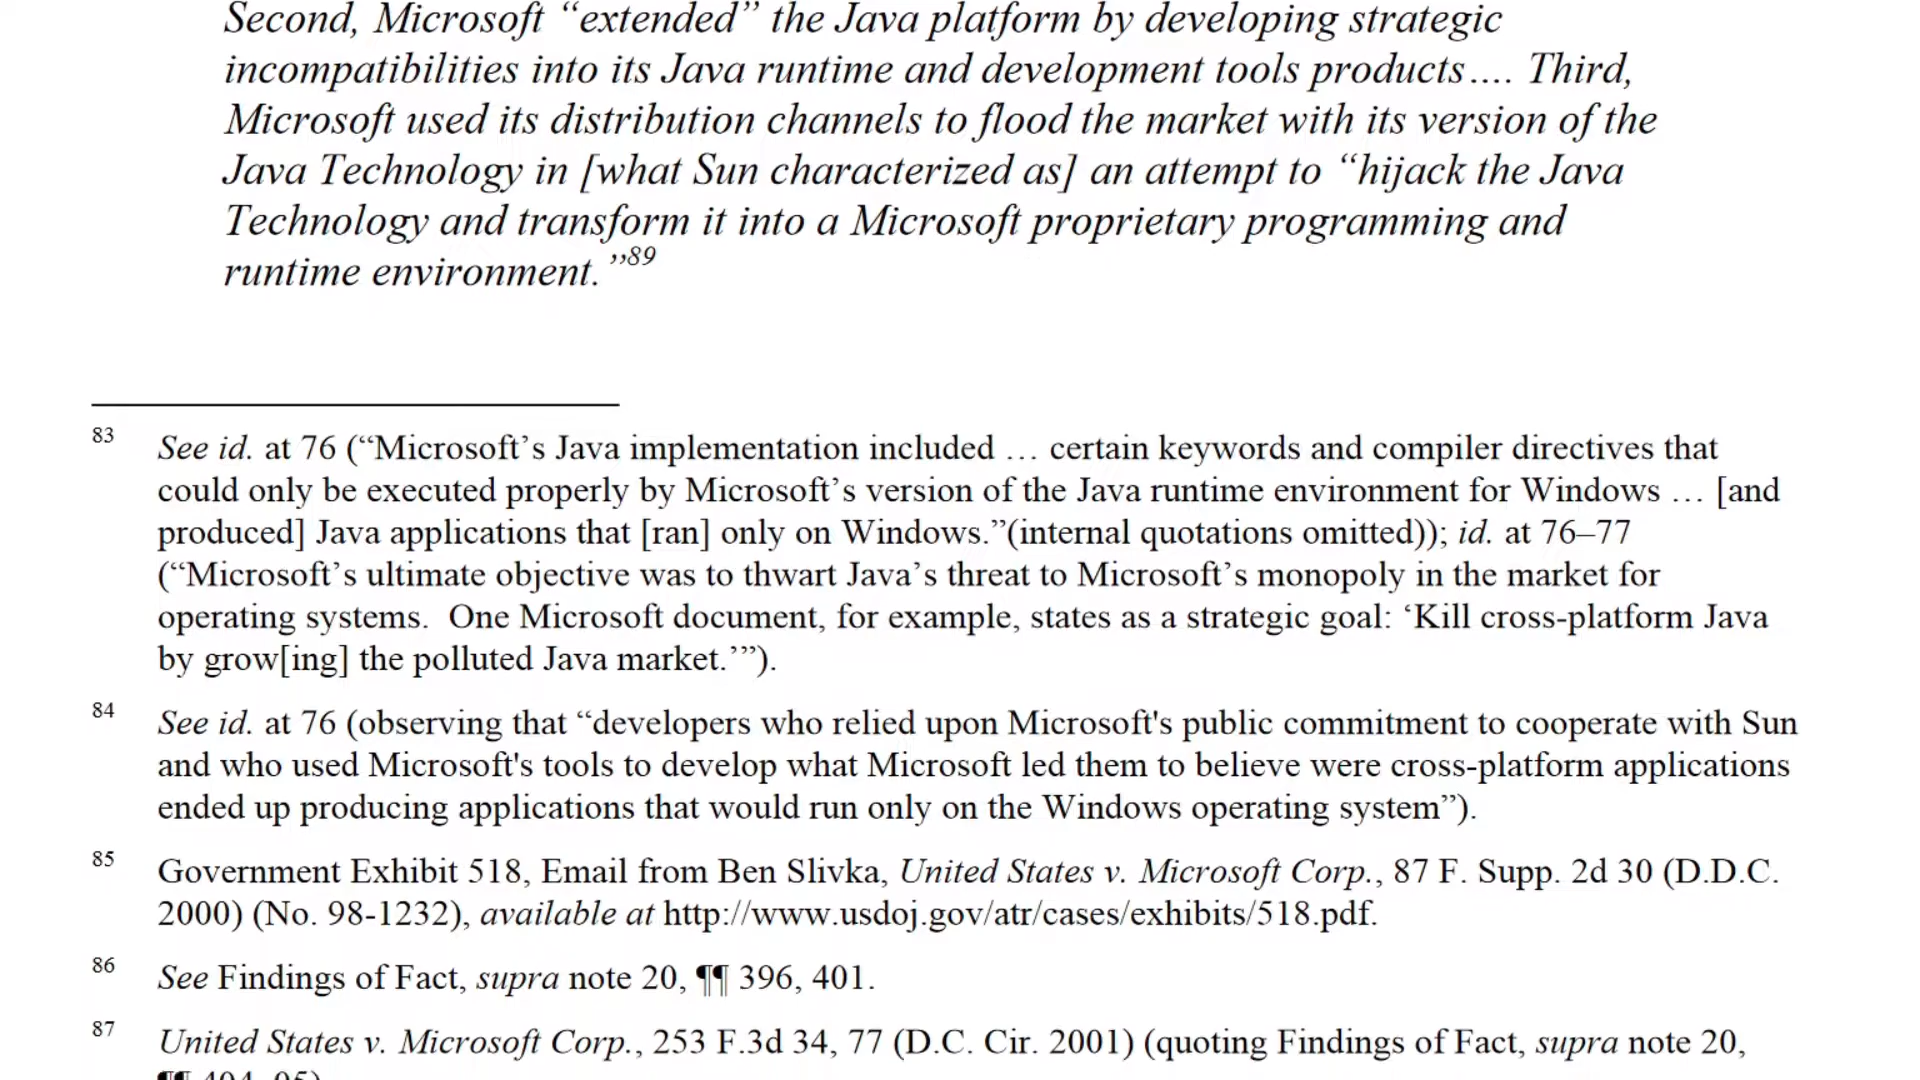 Second, Microsoft “extended” the Java platform by developing strategic
incompatibilities into its Java runtime and development tools products…. Third,
Microsoft used its distribution channels to flood the market with its version of the
Java Technology in [what Sun characterized as] an attempt to “hijack the Java
Technology and transform it into a Microsoft proprietary programming and
runtime environment.”89
83 See id. at 76 (“Microsoft’s Java implementation included … certain keywords and compiler directives that
could only be executed properly by Microsoft’s version of the Java runtime environment for Windows … [and
produced] Java applications that [ran] only on Windows.”(internal quotations omitted)); id. at 76–77
(“Microsoft’s ultimate objective was to thwart Java’s threat to Microsoft’s monopoly in the market for
operating systems.  One Microsoft document, for example, states as a strategic goal: ‘Kill cross-platform Java
by grow[ing] the polluted Java market.’”).
84 See id. at 76 (observing that “developers who relied upon Microsoft's public commitment to cooperate with Sun
and who used Microsoft's tools to develop what Microsoft led them to believe were cross-platform applications
ended up producing applications that would run only on the Windows operating system”).
85 Government Exhibit 518, Email from Ben Slivka, United States v. Microsoft Corp., 87 F. Supp. 2d 30 (D.D.C.
2000) (No. 98-1232), available at http://www.usdoj.gov/atr/cases/exhibits/518.pdf.
86 See Findings of Fact, supra note 20, ¶¶ 396, 401.
87 United States v. Microsoft Corp., 253 F.3d 34, 77 (D.C. Cir. 2001) (quoting Findings of Fact, supra note 20,